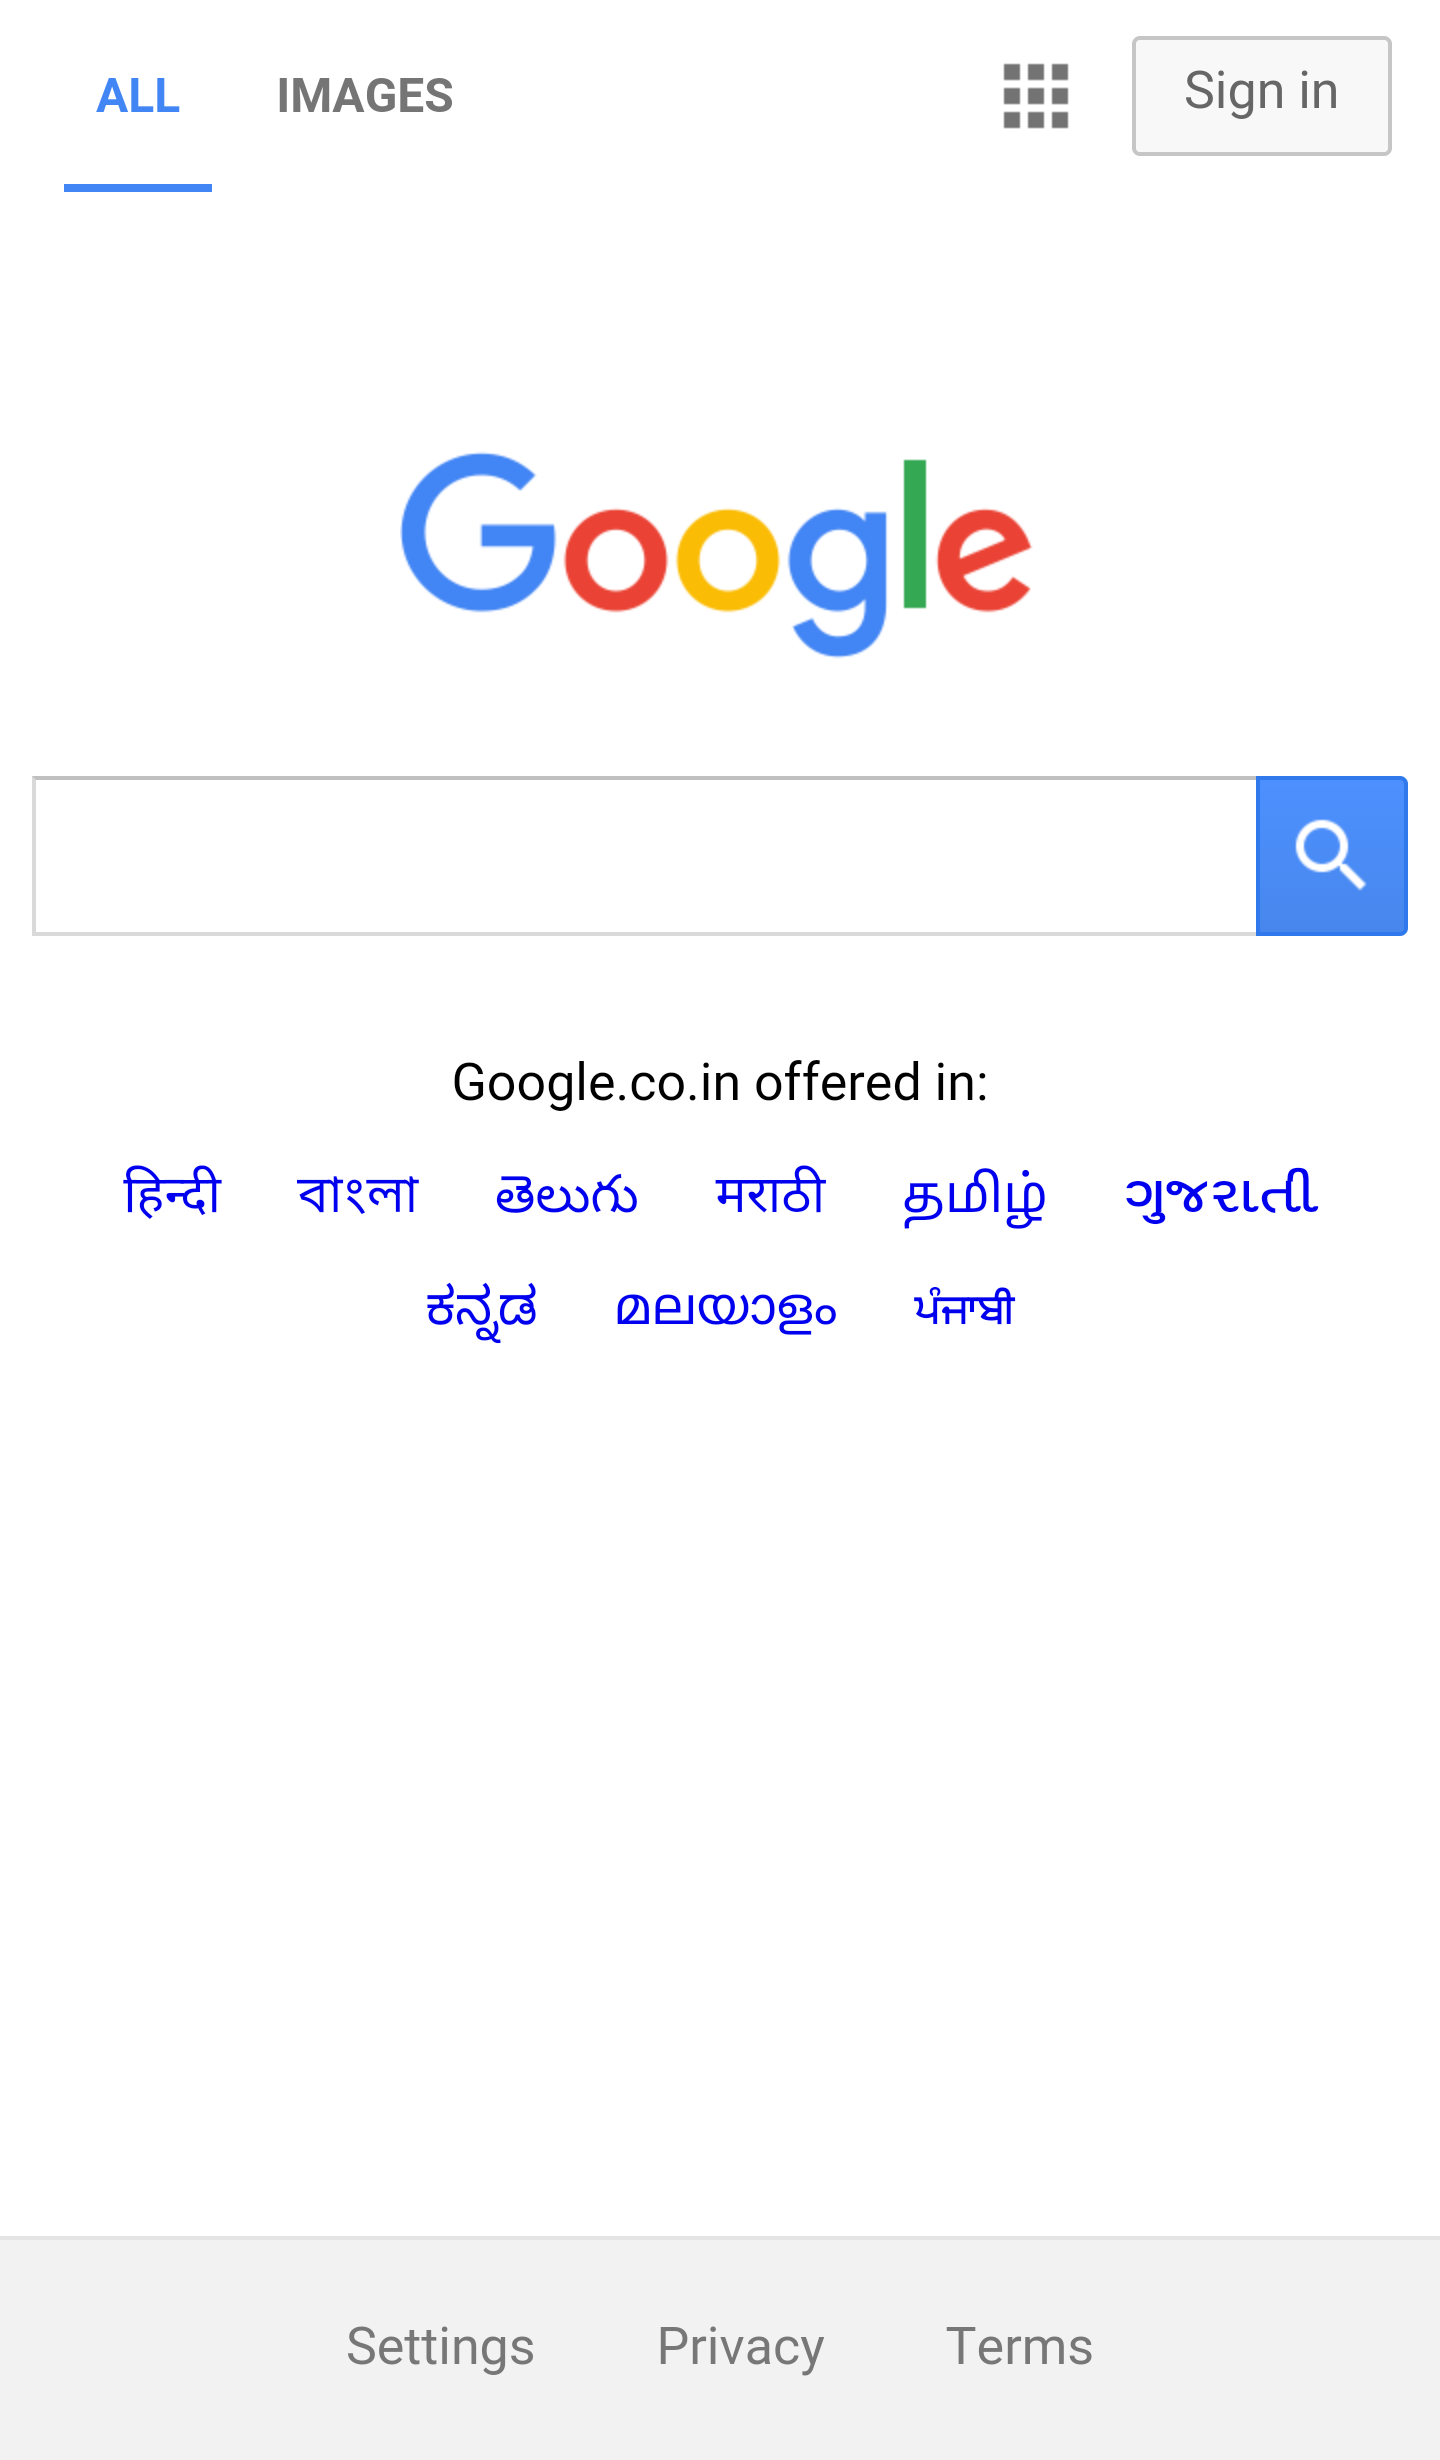 ALL IMAGES Sign in
Google
Google.co.in offered in:
हिन्दी বাংলা తెలుగు मराठी தமிழ் ગુજરાતી
ಕನ್ನಡ മലയാളം ਪੰਜਾਬੀ
Settings Privacy Terms